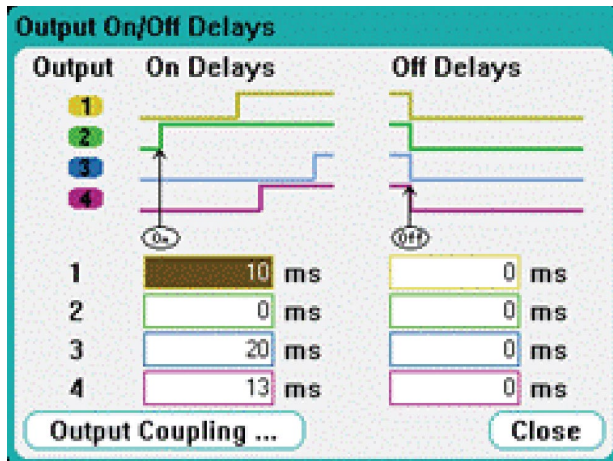 Output On/Off Delays
Output On Delays Off Delays
1
2
3
4
On Off
1 10 ms 0 ms
2 0 ms 0 ms
3 20 ms 0 ms
4 13 ms 0 ms
Output Coupling ... Close